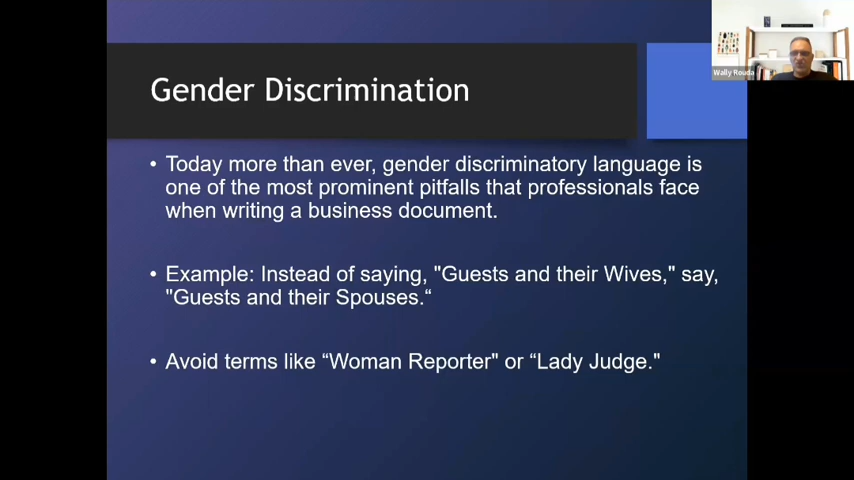 Wally Rouda
Gender Discrimination
• Today more than ever, gender discriminatory language is
one of the most prominent pitfalls that professionals face
when writing a business document.
• Example: Instead of saying, "Guests and their Wives," say,
"Guests and their Spouses.“
• Avoid terms like “Woman Reporter" or “Lady Judge."